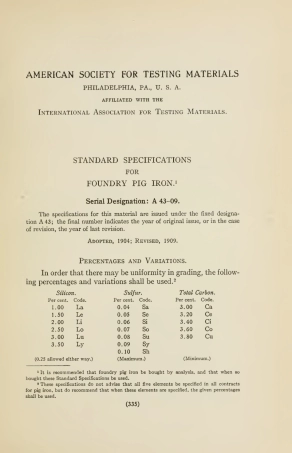 AMERICAN SOCIETY FOR TESTING MATERIALS
PHILADELPHIA, PA., U. S. A.
AFFILIATED WITH THE
INTERNATIONAL ASSOCIATION FOR TESTING MATERIALS.
STANDARD SPECIFICATIONS
FOR
FOUNDRY PIG IRON.¹
Serial Designation: A 43-09.
The specifications for this material are issued under the fixed designa-
tion A 43; the final number indicates the year of original issue, or in the case
of revision, the year of last revision.
ADOPTED, 1904; REVISED, 1909.
PERCENTAGES AND VARIATIONS.
In order that there may be uniformity in grading, the follow-
ing percentages and variations shall be used.²
Silicon. Sulfur. Total Carbon.
Per cent. Code. Per cent. Code. Per cent. Code.
1.00 La 0.04 Sa 3.00 Ca
1.50 Le 0.05 Se 3.20 Ce
2.00 Li 0.06 Si 3.40 Ci
2.50 Lo 0.07 So 3.60 Co
3.00 Lu 0.08 Su 3.80 Cu
3.50 Ly 0.09 Sy
0.10 Sh
(0.25 allowed either way.) (Maximum.) (Minimum.)
¹ It is recommended that foundry pig iron be bought by analysis, and that when so
bought these Standard Specifications be used.
² These specifications do not advise that all five elements be specified in all contracts
for pig iron, but do recommend that when these elements are specified, the given percentages
shall be used.
(335)